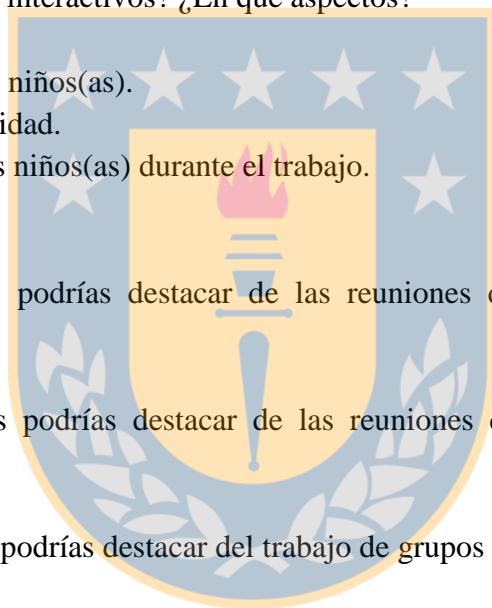 interactivos? ¿En qué aspectos?
niños(as).
idad.
s niños(as) durante el trabajo.
podrías destacar de las reuniones d
s podrías destacar de las reuniones d
podrías destacar del trabajo de grupos